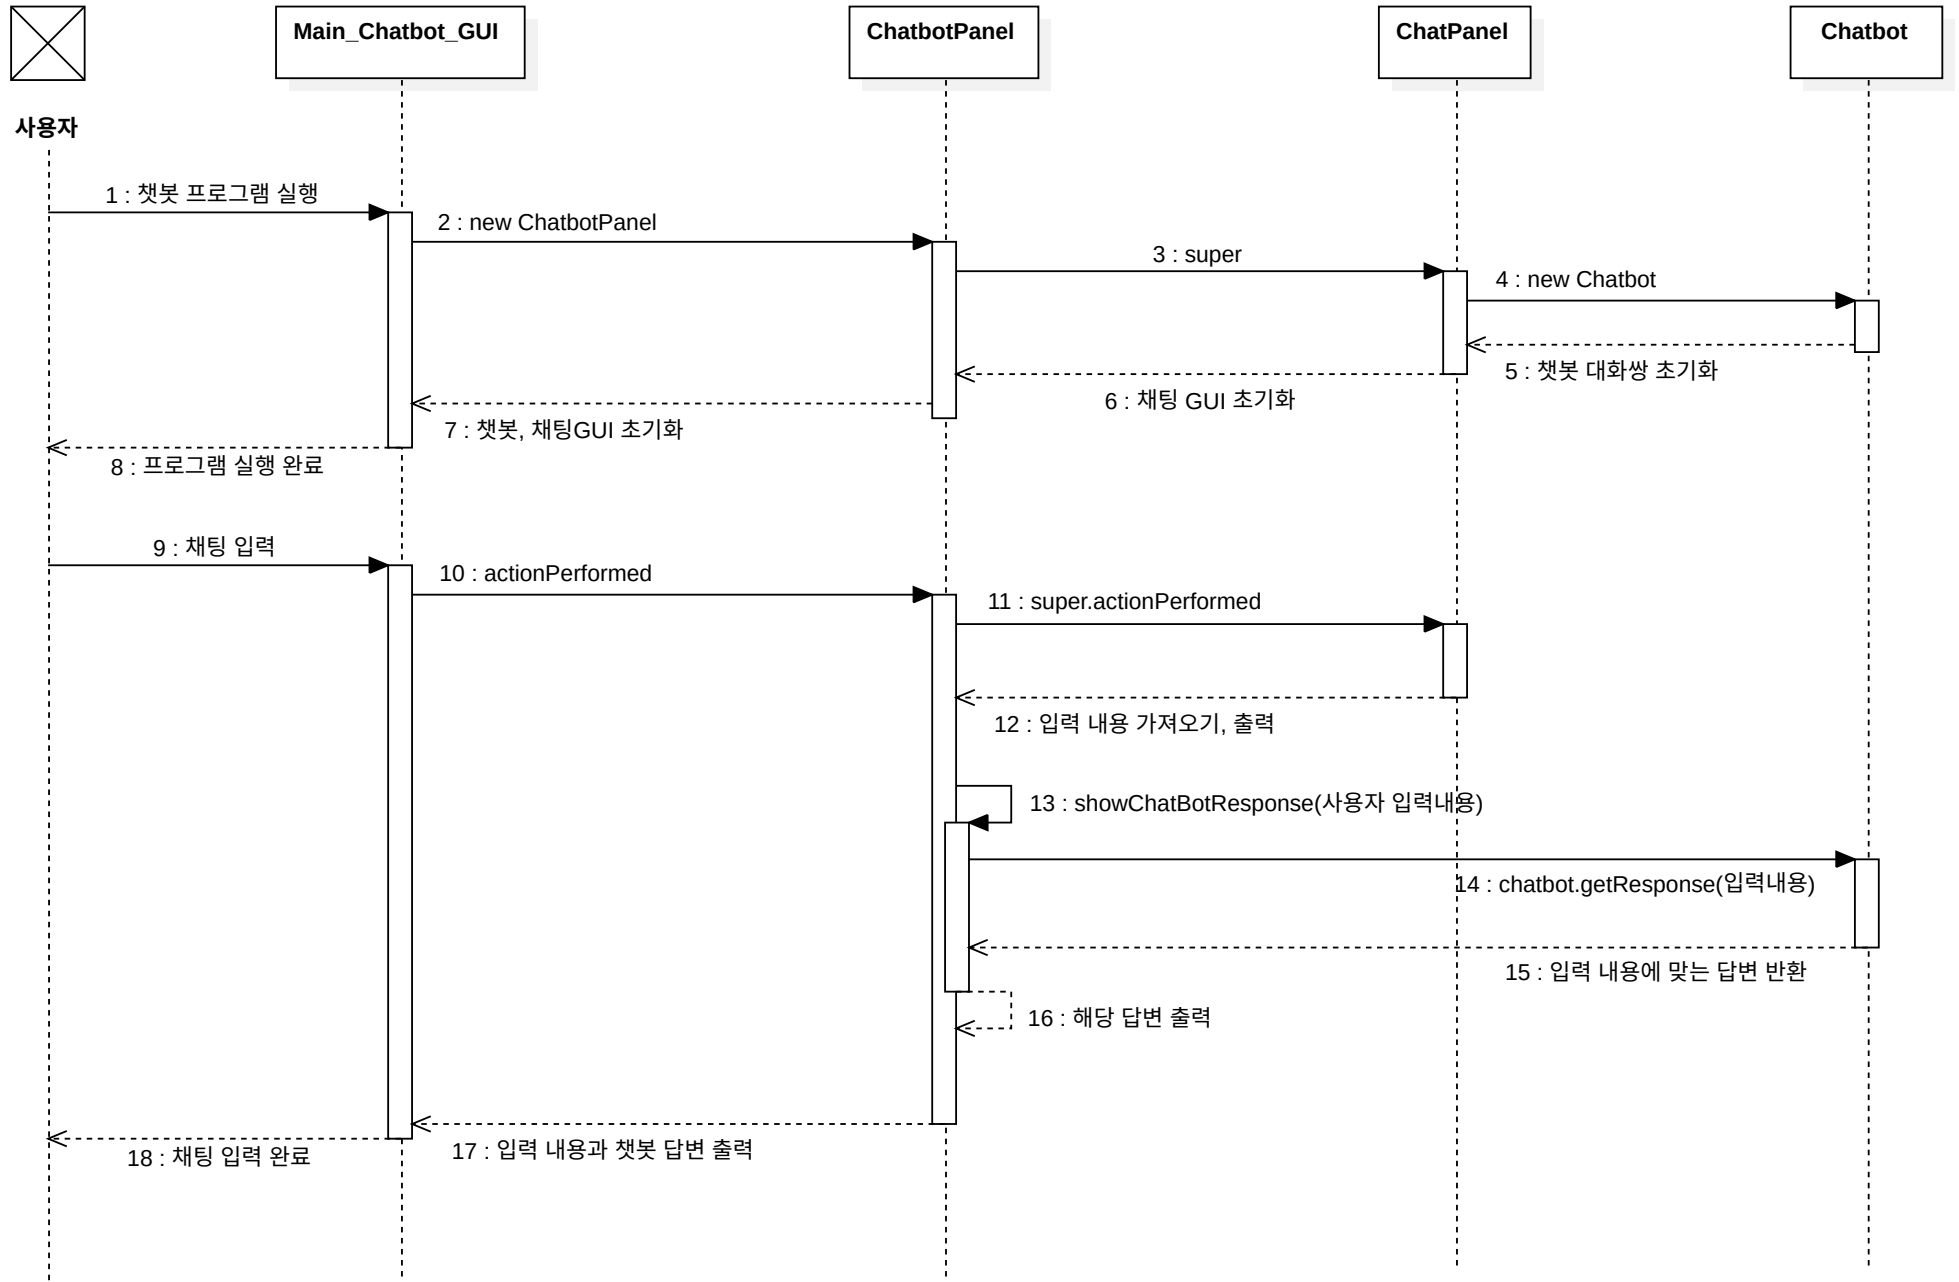 Main_Chatbot_GUI
ChatbotPanel
ChatPanel
Chatbot
사용자
1 : 챗봇 프로그램 실행
2 : new ChatbotPanel
3 : super
4 : new Chatbot
5 : 챗봇 대화쌍 초기화
6 : 채팅 GUI 초기화
7 : 챗봇, 채팅GUI 초기화
8 : 프로그램 실행 완료
9 : 채팅 입력
10 : actionPerformed
11 : super.actionPerformed
12 : 입력 내용 가져오기, 출력
13 : showChatBotResponse(사용자 입력내용)
14 : chatbot.getResponse(입력내용)
15 : 입력 내용에 맞는 답변 반환
16 : 해당 답변 출력
17 : 입력 내용과 챗봇 답변 출력
18 : 채팅 입력 완료